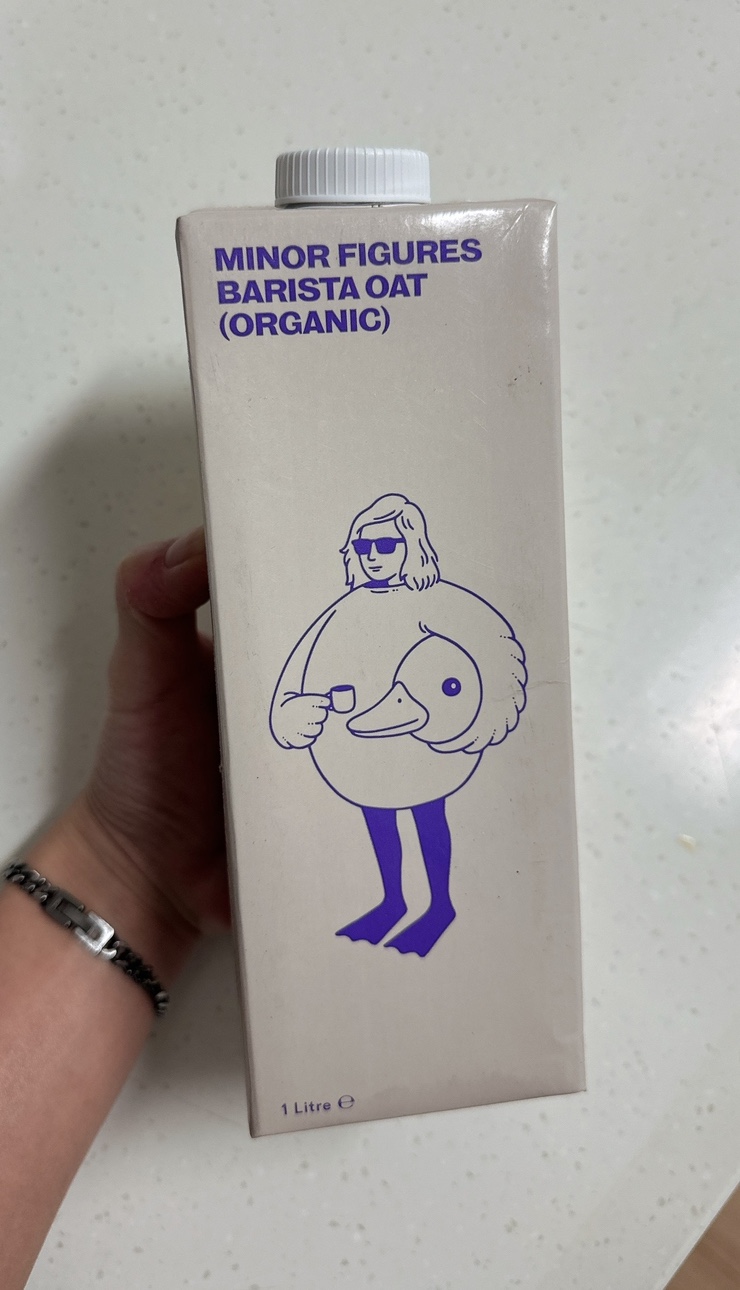 MINOR FIGURES
BARISTA OAT
(ORGANIC)
1 Litre ℮